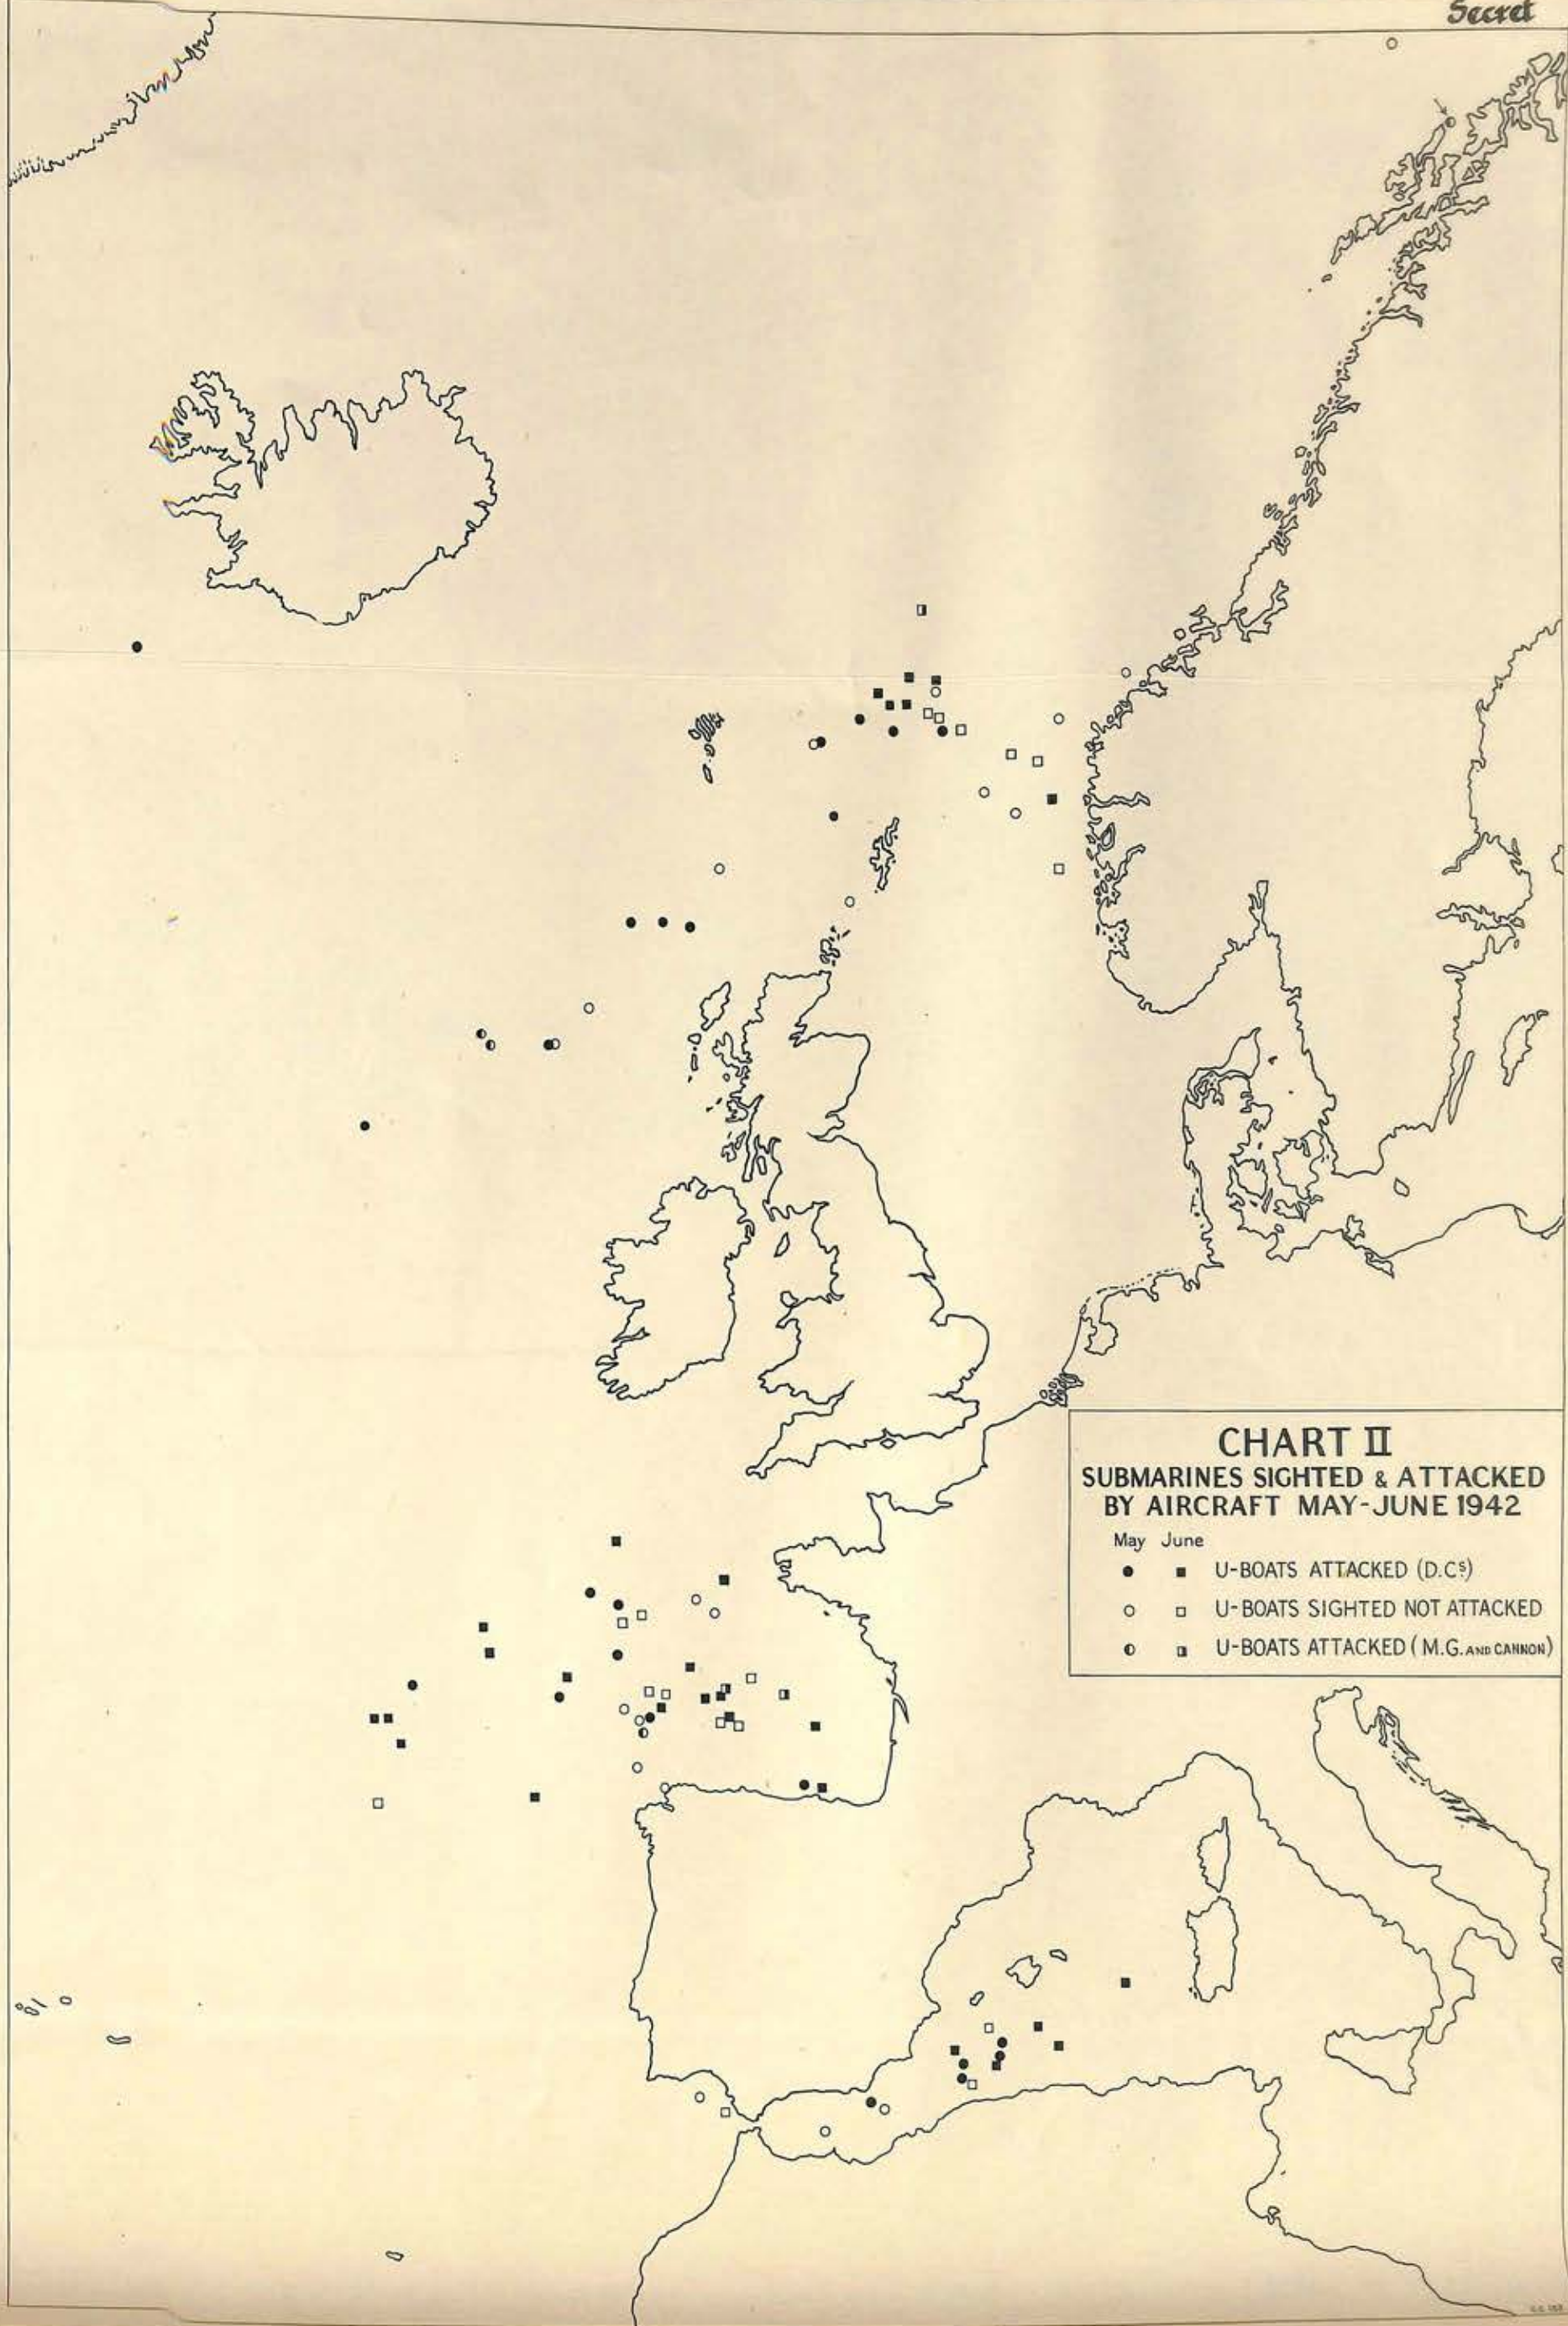 Secret
CHART II
SUBMARINES SIGHTED & ATTACKED
BY AIRCRAFT MAY-JUNE 1942
May June
U-BOATS ATTACKED (D.Cs)
U-BOATS SIGHTED NOT ATTACKED
U-BOATS ATTACKED (M.G. AND CANNON)